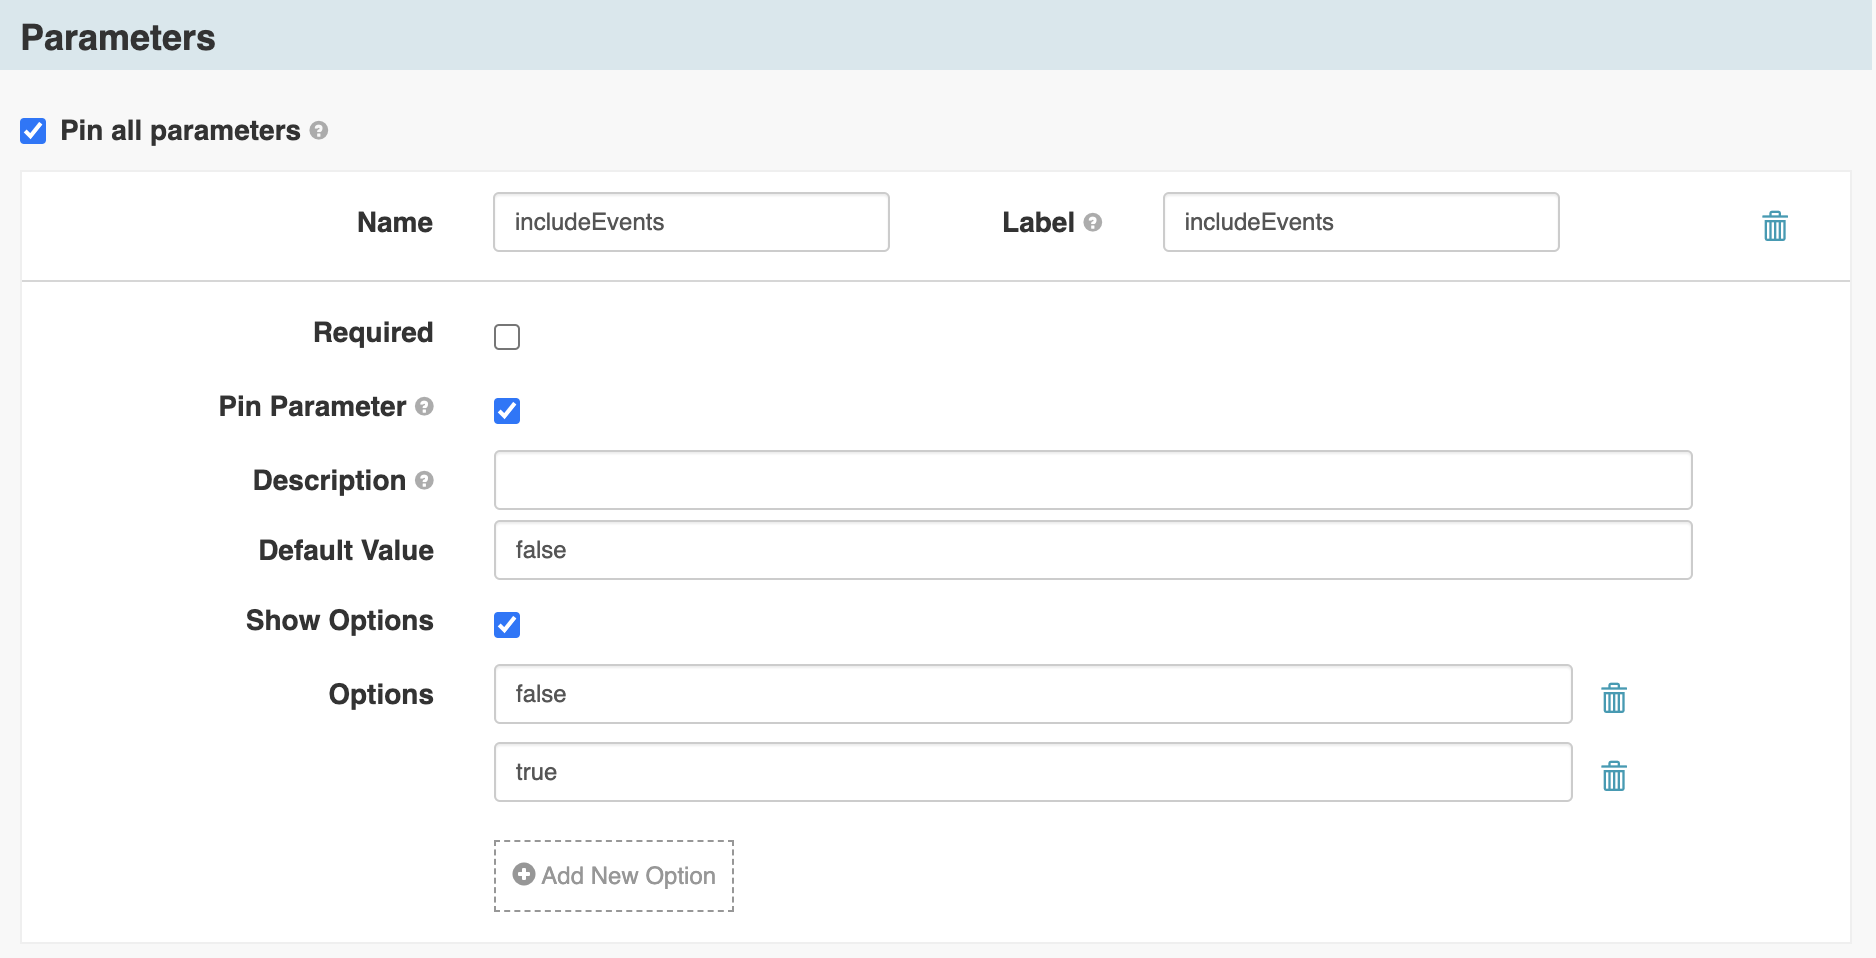 Parameters
Pin all parameters ?
Name includeEvents Label ? includeEvents
Required
Pin Parameter ?
Description ?
Default Value false
Show Options
Options false
true
Add New Option